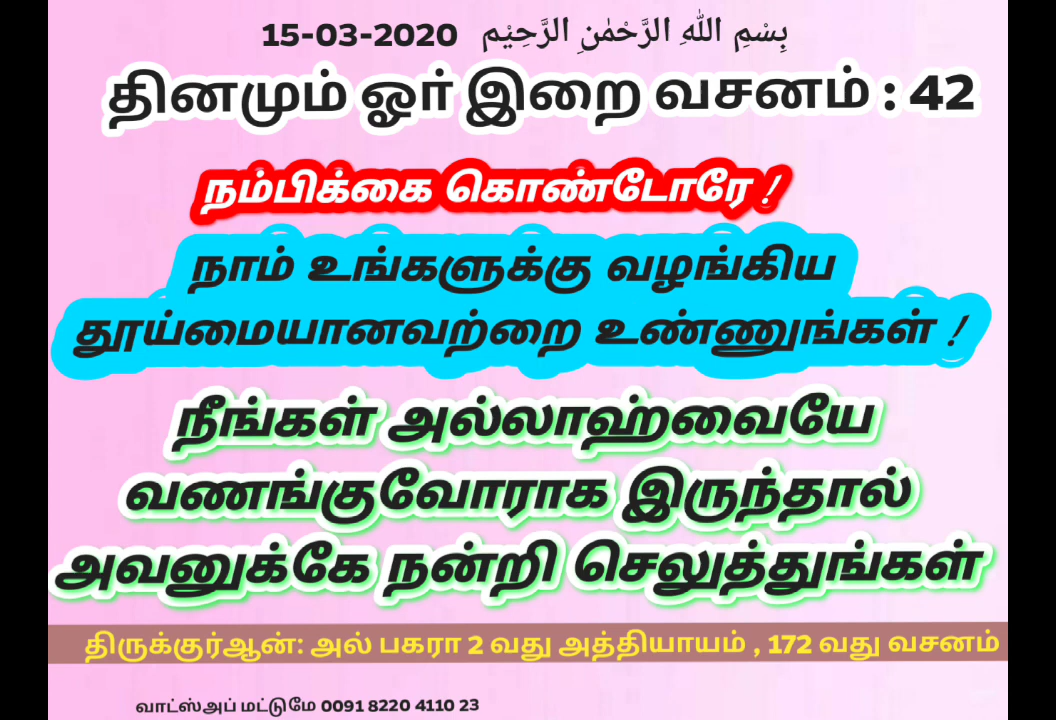 15-03-2020 بِسْمِ اللّٰهِ الرَّحْمٰنِ الرَّحِيْمِ
தினமும் ஓர் இறை வசனம் : 42
நம்பிக்கை கொண்டோரே !
நாம் உங்களுக்கு வழங்கிய
தூய்மையானவற்றை உண்ணுங்கள் !
நீங்கள் அல்லாஹ்வையே
வணங்குவோராக இருந்தால்
அவனுக்கே நன்றி செலுத்துங்கள்
திருக்குர்ஆன்: அல் பகரா 2 வது அத்தியாயம் , 172 வது வசனம்
வாட்ஸ்அப் மட்டுமே 0091 8220 4110 23